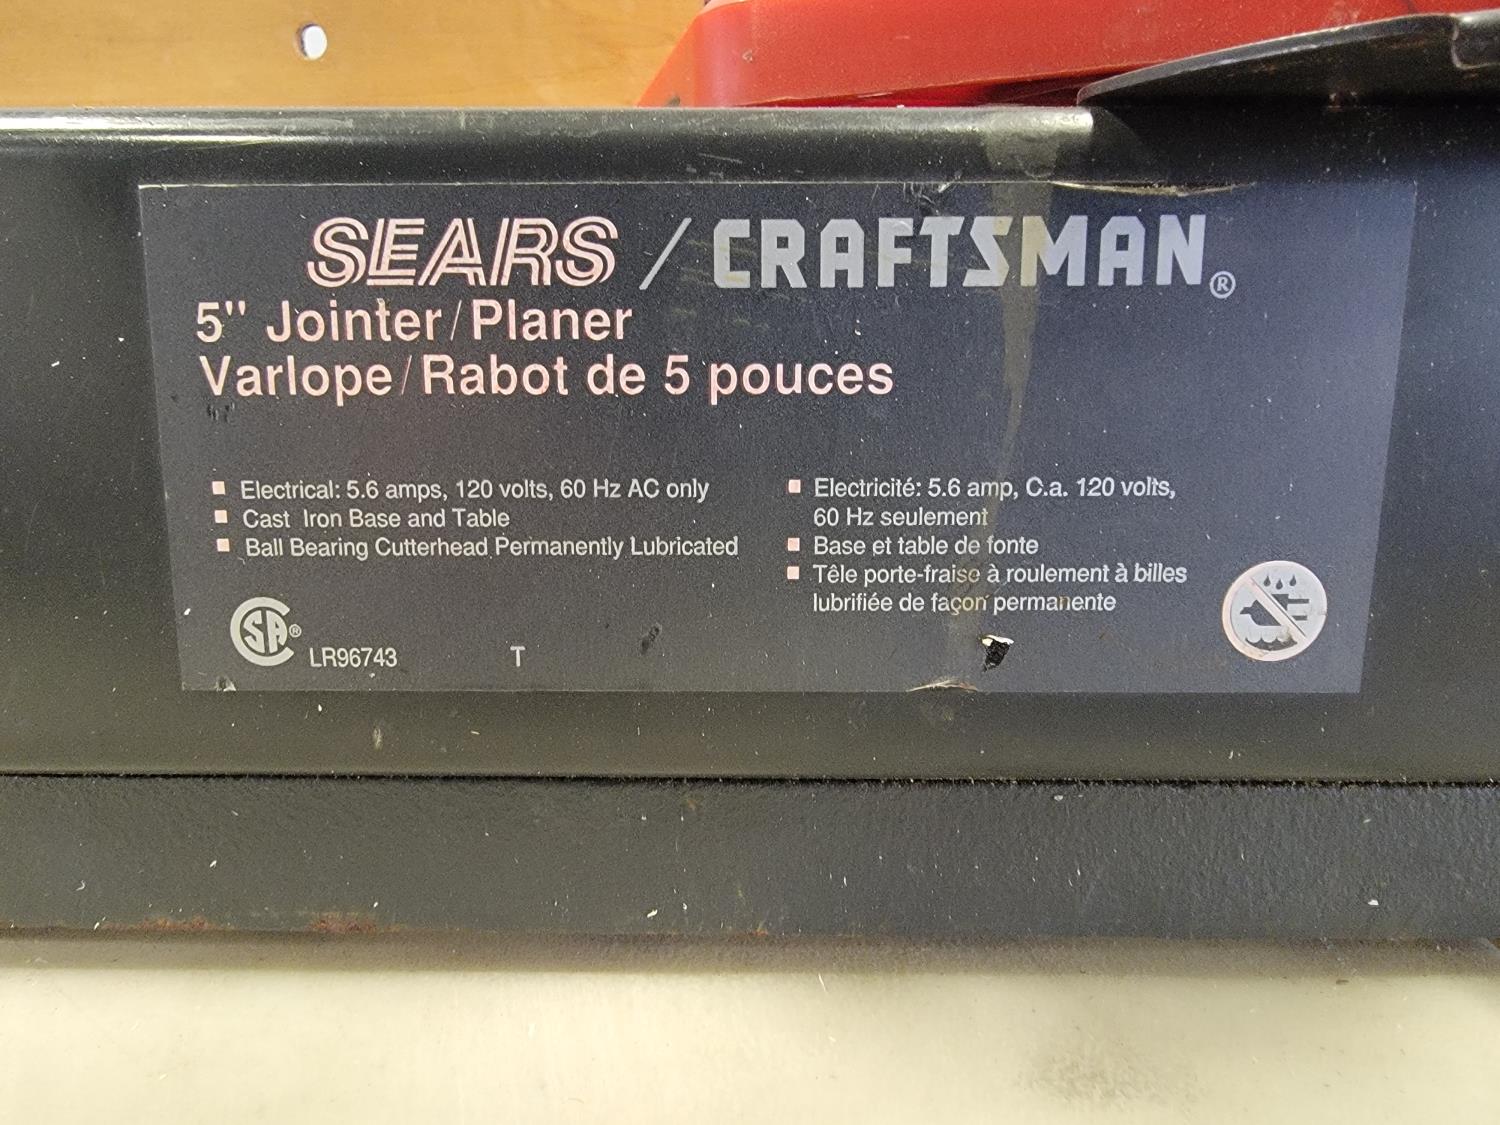 SEARS / CRAFTSMAN®
5" Jointer/Planer
Varlope/Rabot de 5 pouces
▪ Electrical: 5.6 amps, 120 volts, 60 Hz AC only
▪ Cast Iron Base and Table
▪ Ball Bearing Cutterhead Permanently Lubricated
▪ Electricité: 5.6 amp, C.a. 120 volts,
60 Hz seulement
▪ Base et table de fonte
▪ Têle porte-fraise à roulement à billes
lubrifiée de façon permanente
CSA® LR96743 T